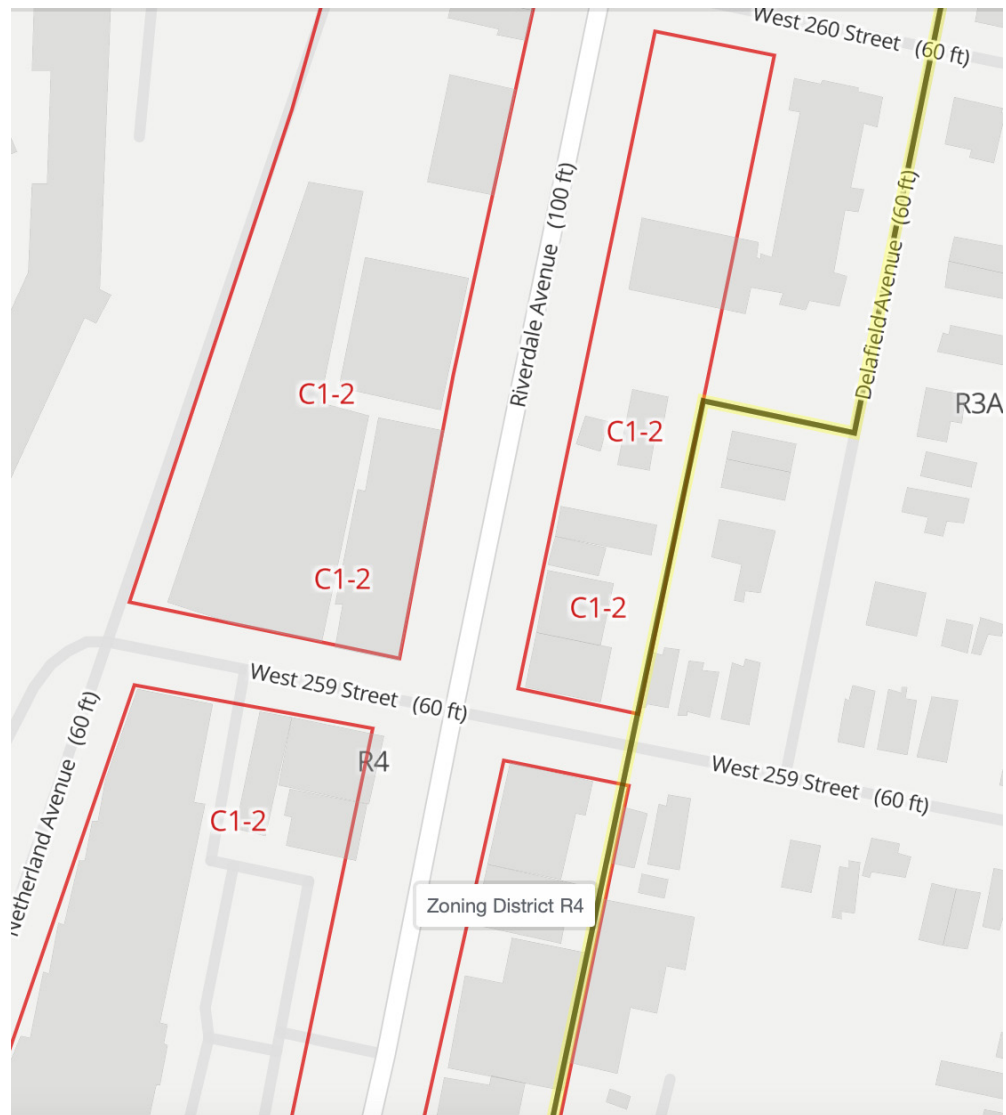 West 260 Street (60 ft)
Riverdale Avenue (100 ft)
Delafield Avenue (60 ft)
C1-2
R3A
C1-2
C1-2
C1-2
West 259 Street (60 ft)
Netherland Avenue (60 ft)
R4
West 259 Street (60 ft)
C1-2
Zoning District R4